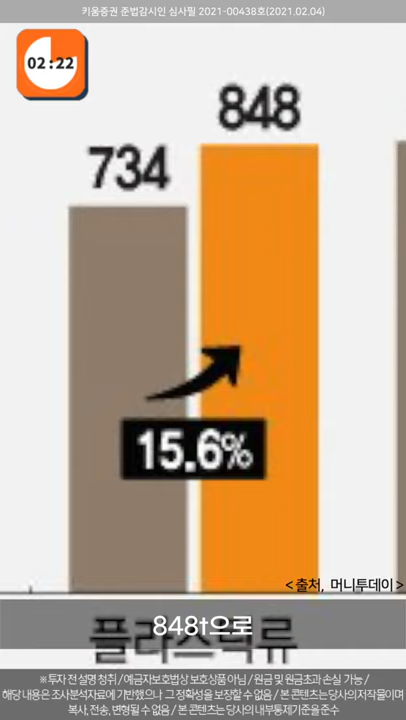 키움증권 준법감시인 심사필 2021-00438호(2021.02.04)
02:22
848
734
15.6%
<출처, 머니투데이>
848t으로
플라스틱류
※투자 전 설명 청취 / 예금자보호법상 보호상품 아님 / 원금 및 원금초과 손실 가능 /
해당 내용은 조사분석자료에 기반했으나 그 정확성을 보장할 수 없음 / 본 콘텐츠는 당사의 저작물이며
복사, 전송, 변형될 수 없음 / 본 콘텐츠는 당사의 내부통제기준을 준수